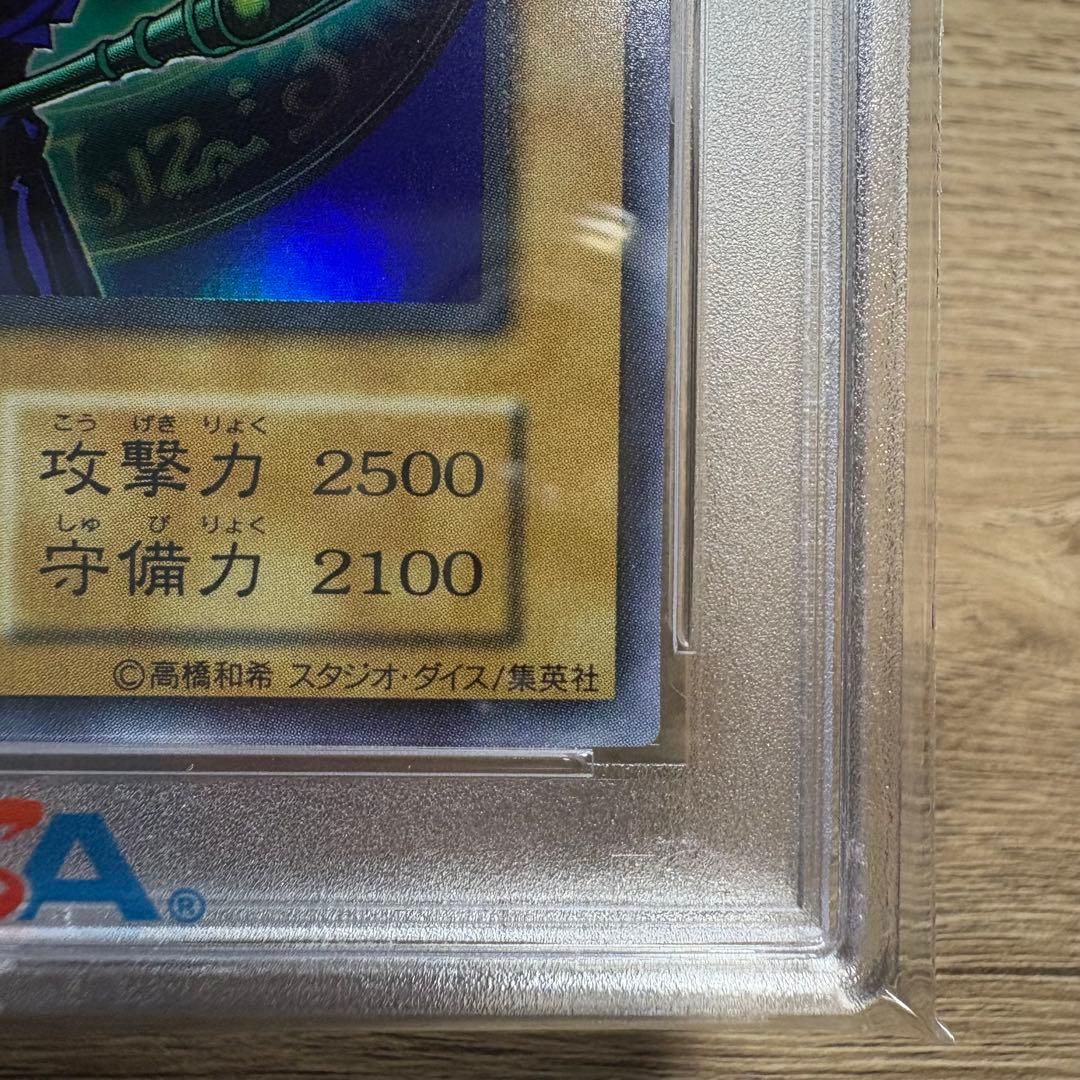 こう げき りょく
攻撃力 2500
しゅ び りょく
守備力 2100
©高橋和希 スタジオ・ダイス/集英社
SA®